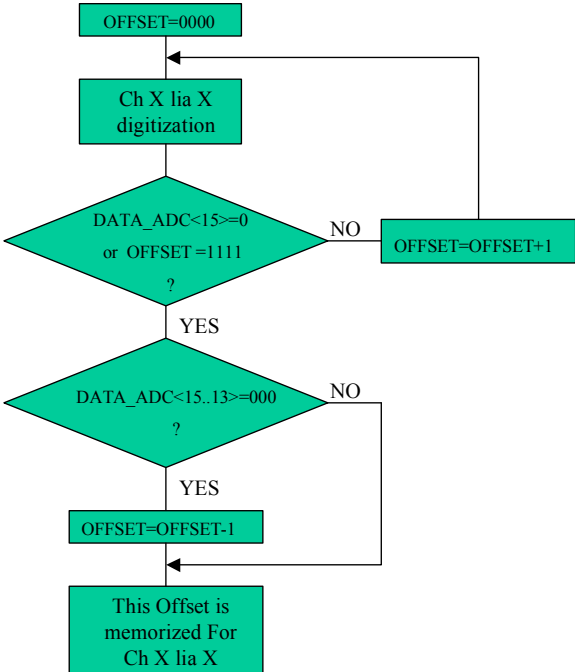 OFFSET=0000
Ch X lia X
digitization
DATA_ADC<15>=0
or OFFSET =1111
?
NO
OFFSET=OFFSET+1
YES
DATA_ADC<15..13>=000
?
NO
YES
OFFSET=OFFSET-1
This Offset is
memorized For
Ch X lia X